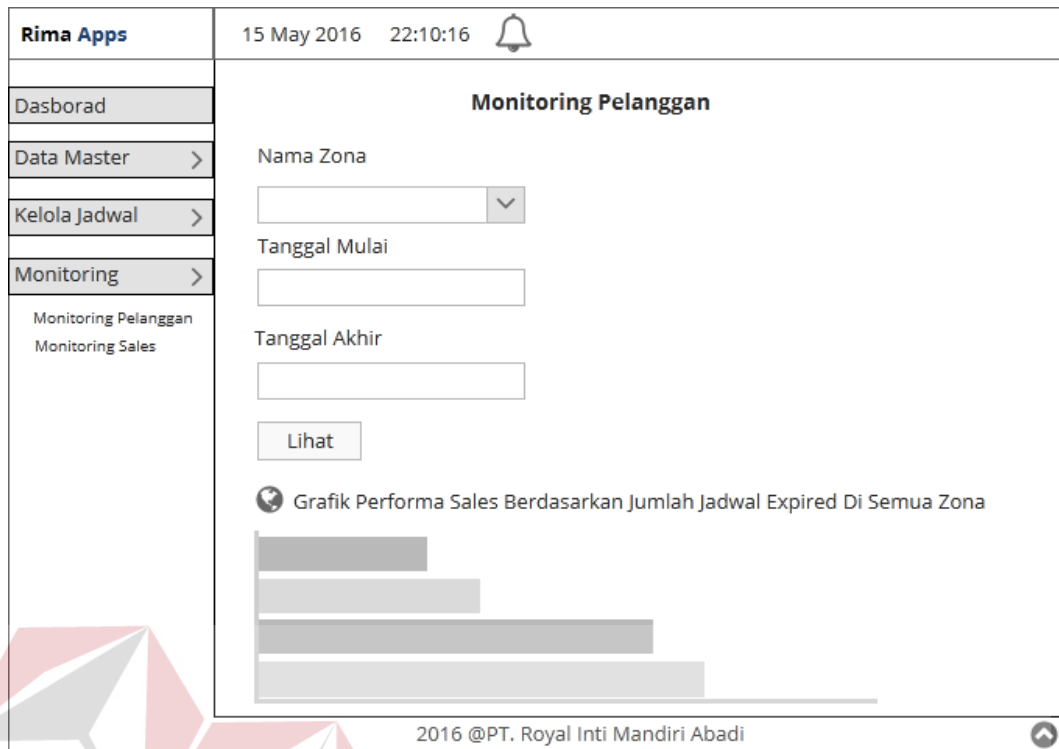 Rima Apps
15 May 2016 22:10:16
Dasborad
Data Master
Kelola Jadwal
Monitoring
Monitoring Pelanggan
Monitoring Sales
Monitoring Pelanggan
Nama Zona
Tanggal Mulai
Tanggal Akhir
Lihat
Grafik Performa Sales Berdasarkan Jumlah Jadwal Expired Di Semua Zona
2016 @PT. Royal Inti Mandiri Abadi